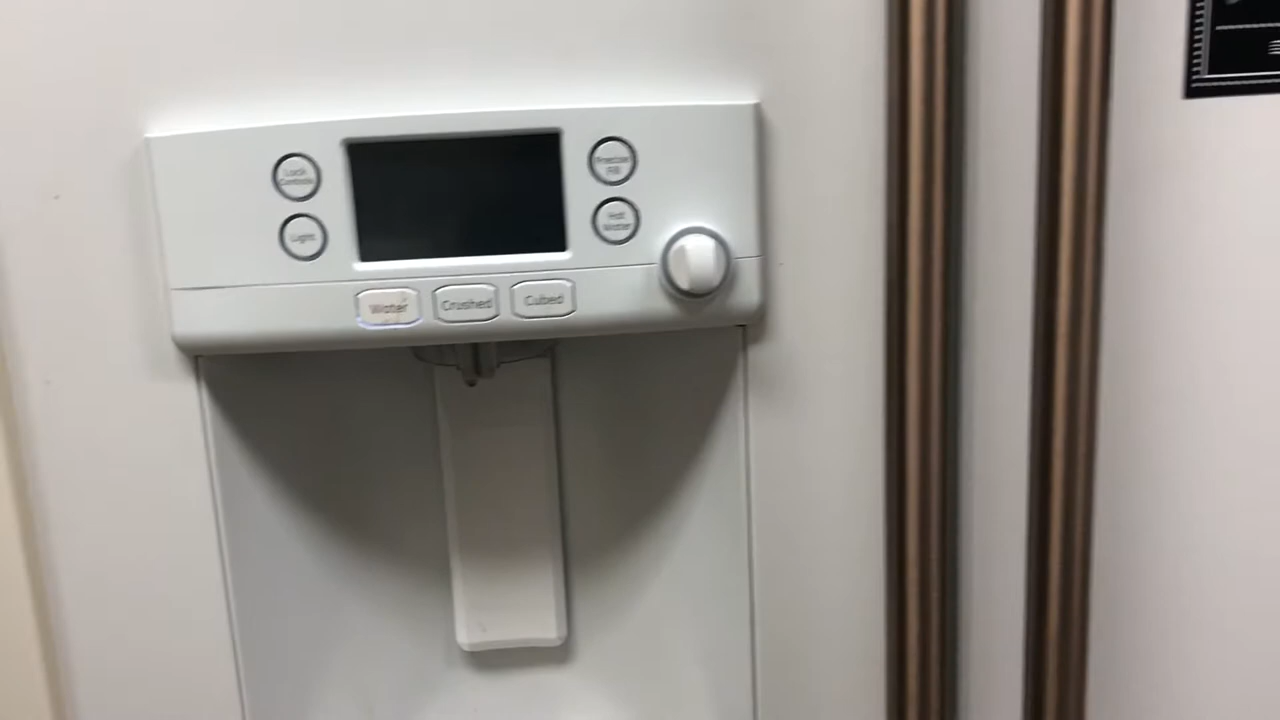 Lock
Controls
Light
Precise
Fill
Hot
Water
Water
Crushed
Cubed